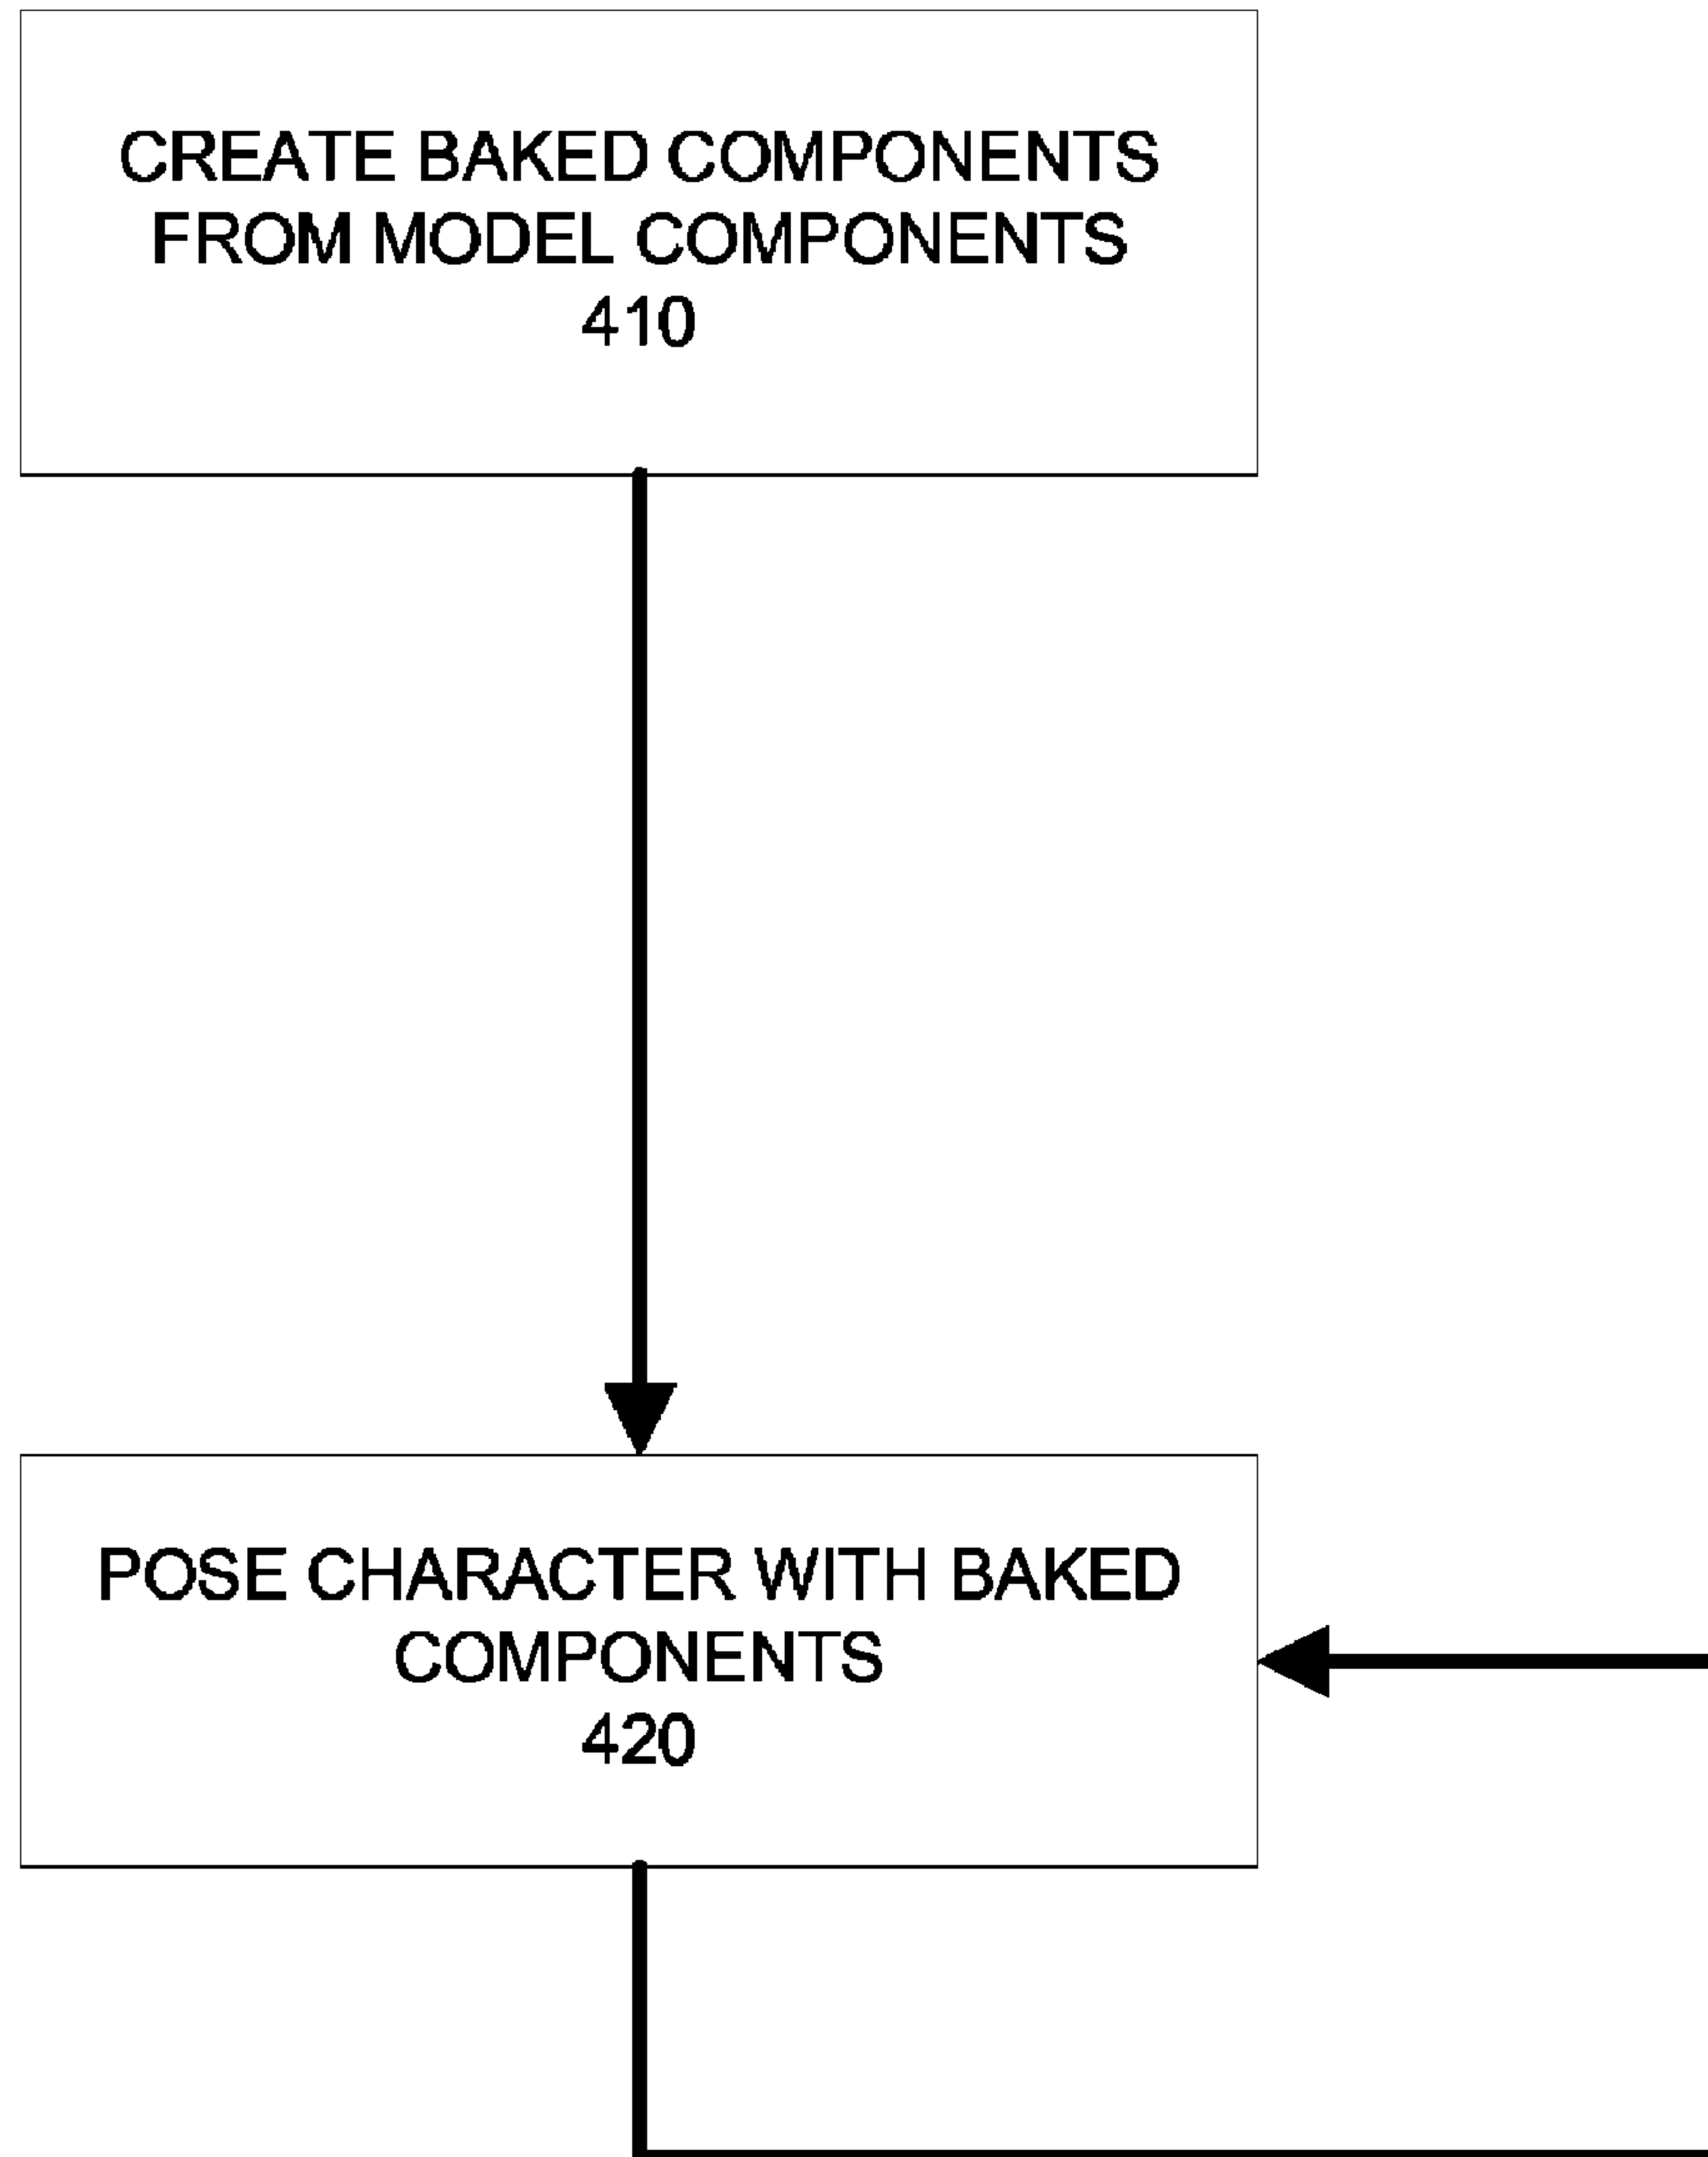 CREATE BAKED COMPONENTS
FROM MODEL COMPONENTS
410
POSE CHARACTER WITH BAKED
COMPONENTS
420